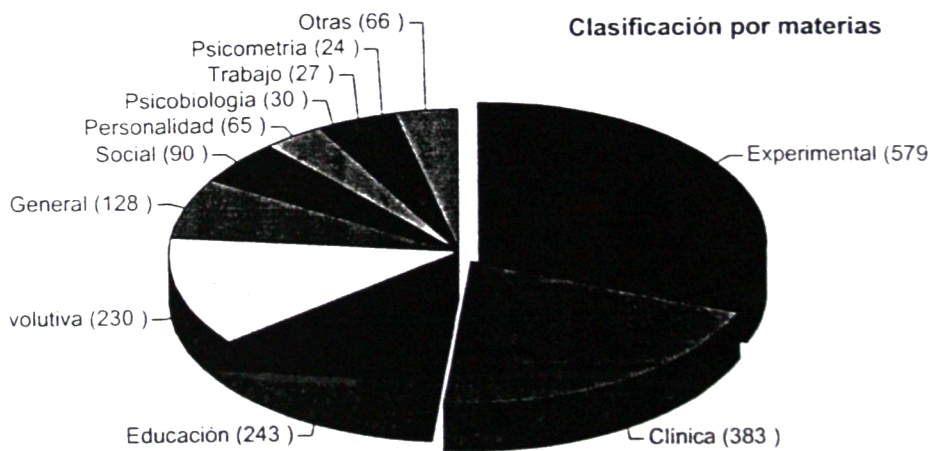 Clasificación por materias
Otras (66 )
Psicometria (24 )
Trabajo (27 )
Psicobiologia (30 )
Personalidad (65 )
Social (90 )
General (128 )
volutiva (230 )
Educación (243 )
Clínica (383 )
Experimental (579